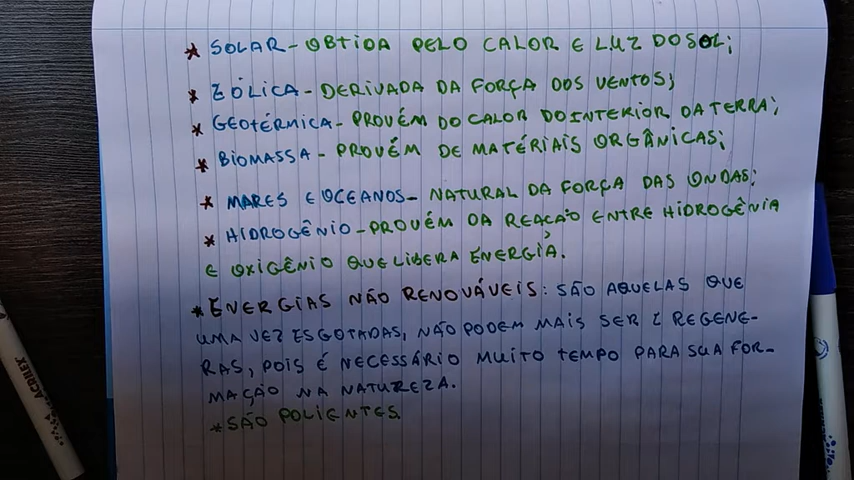 * SOLAR - OBTIDA PELO CALOR E LUZ DO SOL;
* EÓLICA - DERIVADA DA FORÇA DOS VENTOS;
* GEOTÉRMICA - PROVÉM DO CALOR DO INTERIOR DA TERRA;
* BIOMASSA - PROVÉM DE MATÉRIAIS ORGÂNICAS;
* MARES E OCEANOS - NATURAL DA FORÇA DAS ONDAS;
* HIDROGÊNIO - PROVÉM DA REAÇÃO ENTRE HIDROGÊNIA
E OXIGÊNIO QUE LIBERA ENERGIA.
* ENERGIAS NÃO RENOVÁVEIS: SÃO AQUELAS QUE
UMA VEZ ESGOTADAS, NÃO PODEM MAIS SER E REGENE-
RAS, POIS É NECESSÁRIO MUITO TEMPO PARA SUA FOR-
MAÇÃO NA NATUREZA.
* SÃO POLIENTES.
ACRILEX